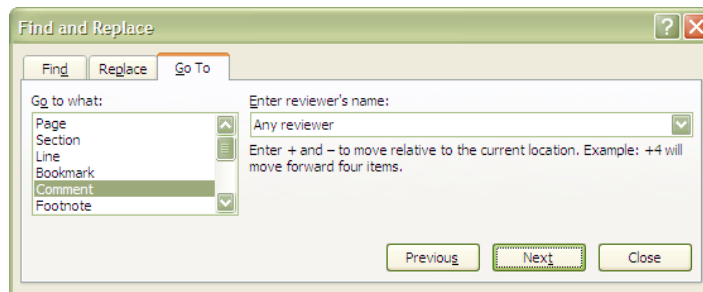 Find and Replace
Find
Replace
Go To
Go to what:
Page
Section
Line
Bookmark
Comment
Footnote
Enter reviewer's name:
Any reviewer
Enter + and – to move relative to the current location. Example: +4 will
move forward four items.
Previous
Next
Close